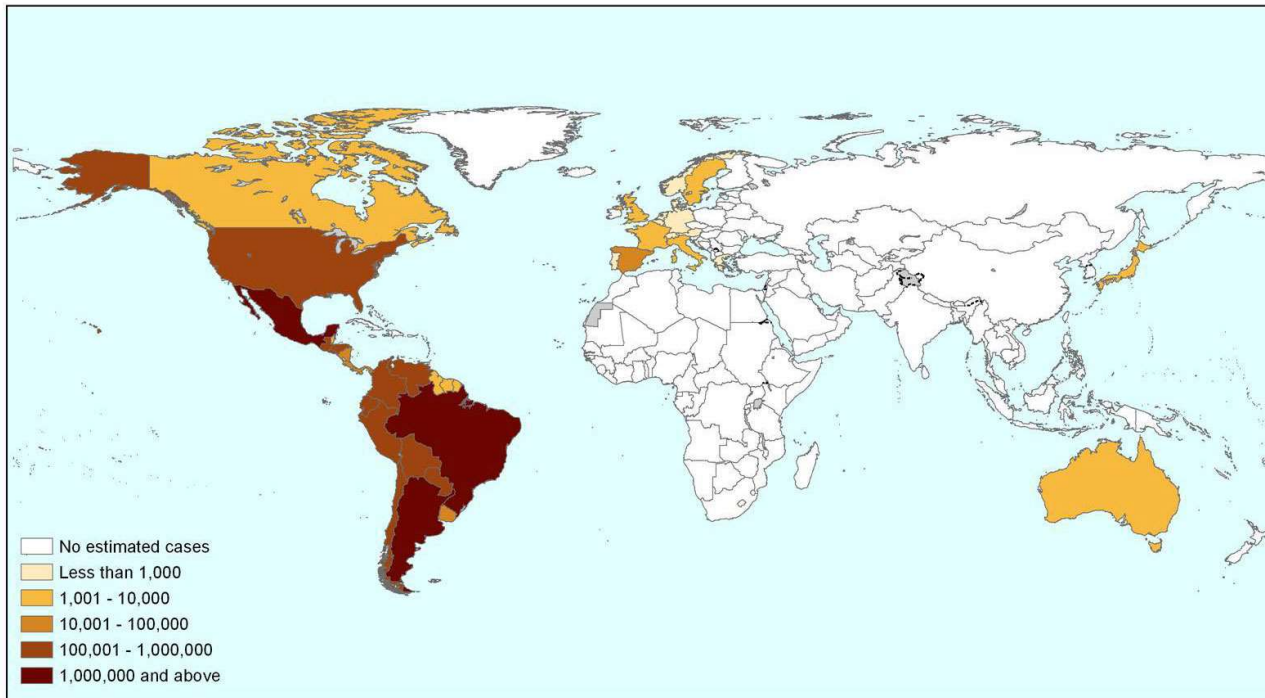 No estimated cases
Less than 1,000
1,001 - 10,000
10,001 - 100,000
100,001 - 1,000,000
1,000,000 and above